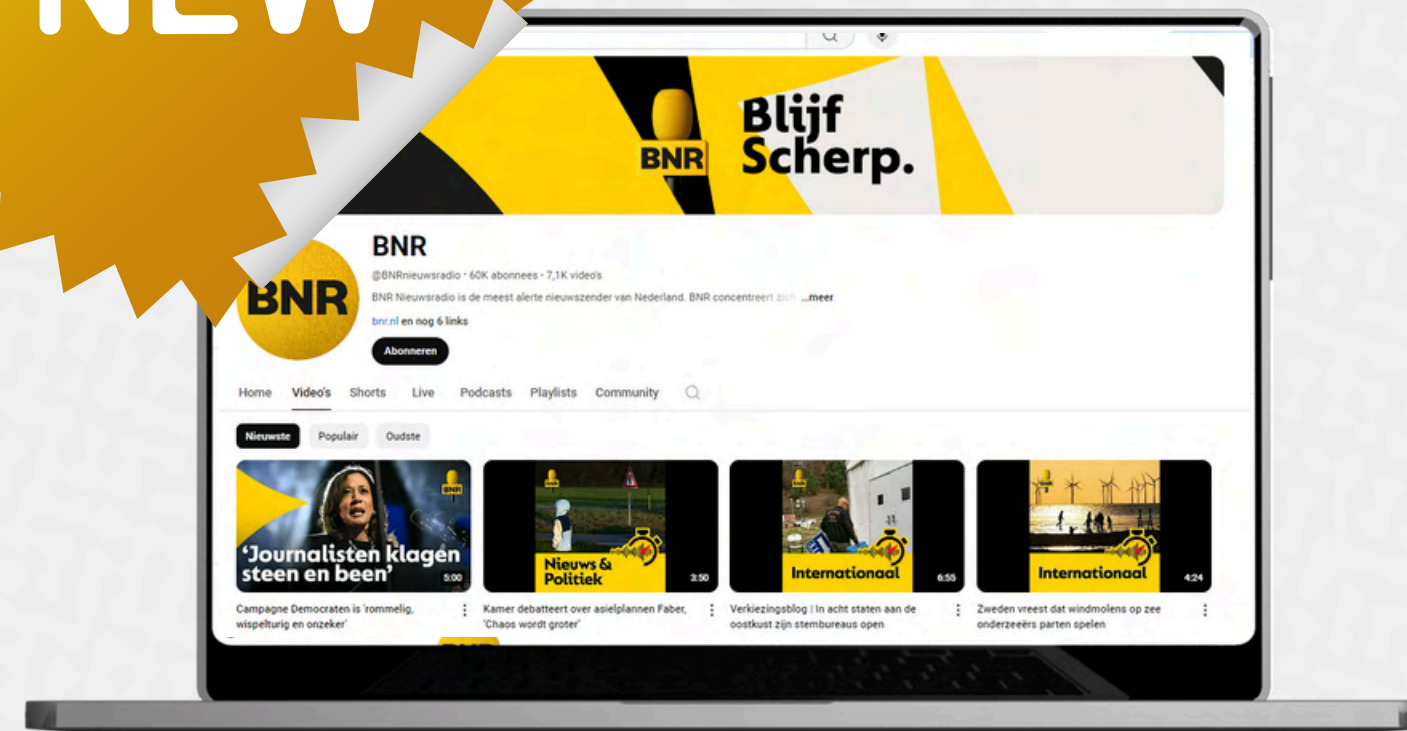 NEW
BNR
Blijf
Scherp.
BNR
BNR
@BNRnieuwsradio • 60K abonnees • 7,1K video's
BNR Nieuwsradio is de meest alerte nieuwszender van Nederland. BNR concentreert zich ...meer
bnr.nl en nog 6 links
Abonneren
Home Video's Shorts Live Podcasts Playlists Community
Nieuwste Populair Oudste
BNR
'Journalisten klagen
steen en been'
5:00
Nieuws &
Politiek
3:50
Internationaal
6:55
Internationaal
4:24
Campagne Democraten is 'rommelig,
wispelturig en onzeker'
Kamer debatteert over asielplannen Faber,
'Chaos wordt groter'
Verkiezingsblog | In acht staten aan de
oostkust zijn stembureaus open
Zweden vreest dat windmolens op zee
onderzeeërs parten spelen